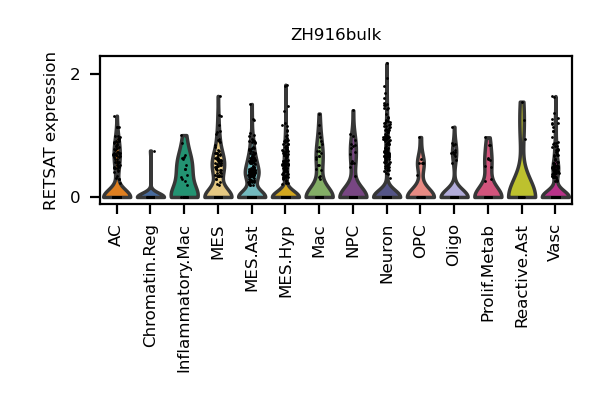 ZH916bulk
RETSAT expression
2
0
AC
Chromatin.Reg
Inflammatory.Mac
MES
MES.Ast
MES.Hyp
Mac
NPC
Neuron
OPC
Oligo
Prolif.Metab
Reactive.Ast
Vasc